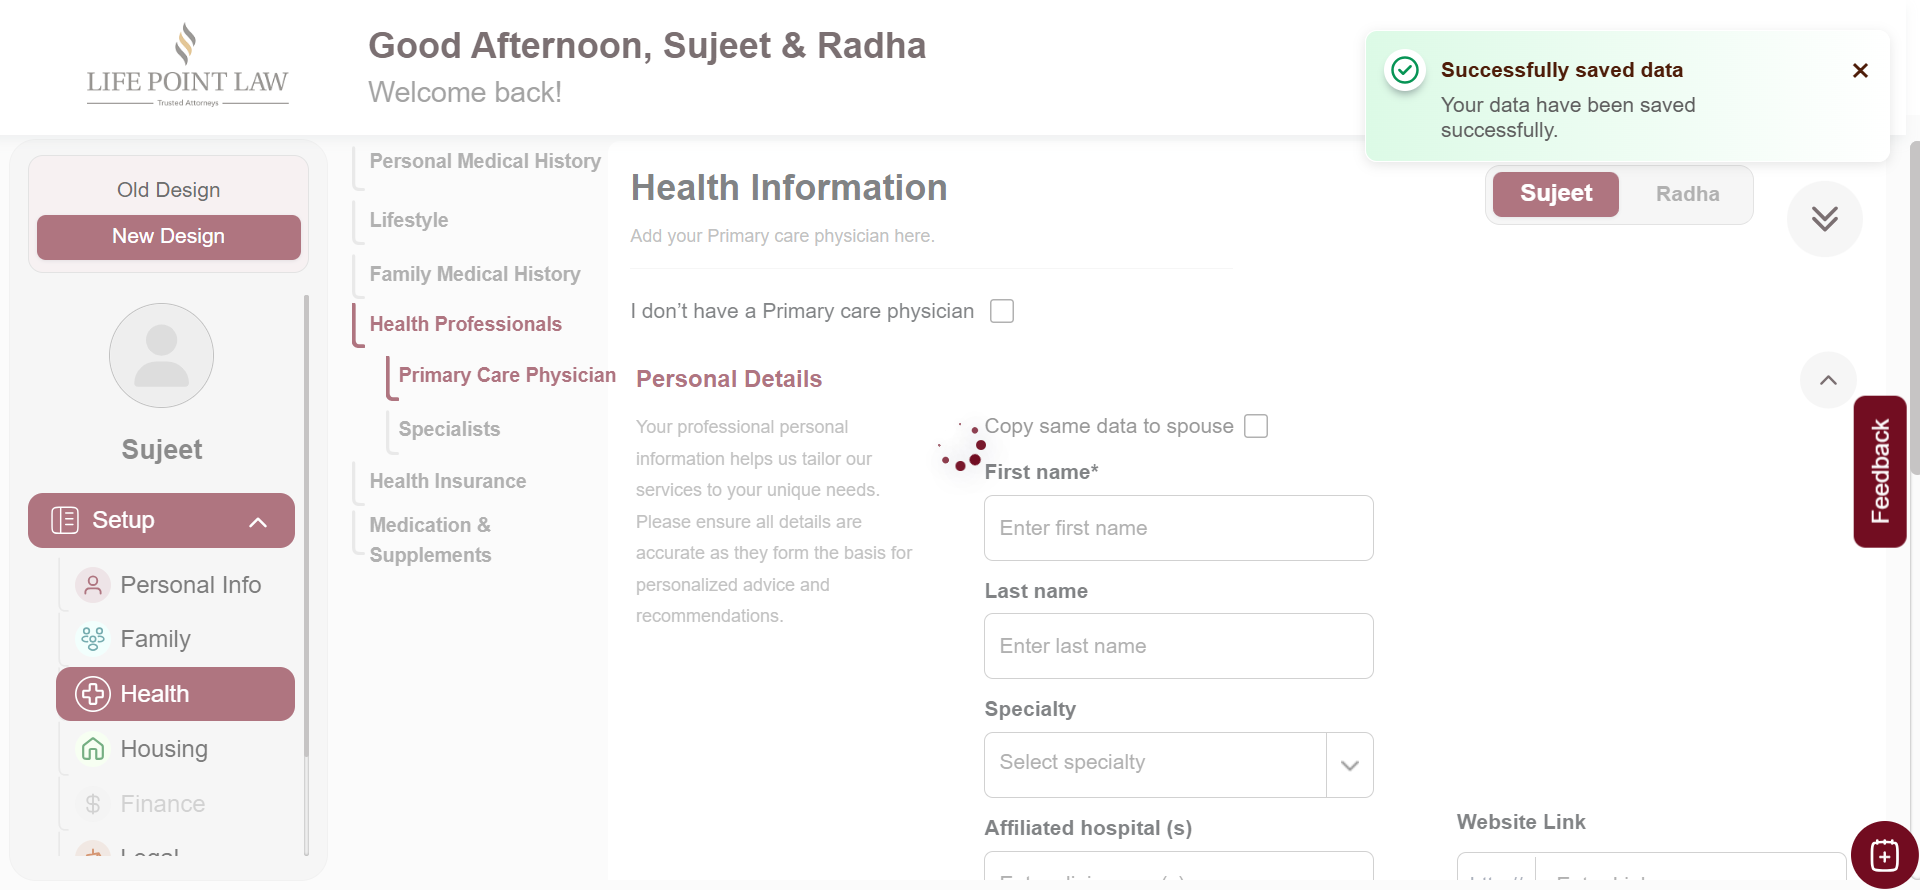 LIFE POINT LAW
Trusted Attorneys
Good Afternoon, Sujeet & Radha
Welcome back!
Successfully saved data
Your data have been saved
successfully.
Old Design
New Design
Sujeet
Setup
Personal Info
Family
Health
Housing
Finance
Legal
Personal Medical History
Lifestyle
Family Medical History
Health Professionals
Primary Care Physician
Specialists
Health Insurance
Medication &
Supplements
Health Information
Add your Primary care physician here.
Sujeet
Radha
I don’t have a Primary care physician
Personal Details
Your professional personal
information helps us tailor our
services to your unique needs.
Please ensure all details are
accurate as they form the basis for
personalized advice and
recommendations.
Copy same data to spouse
First name*
Enter first name
Last name
Enter last name
Specialty
Select specialty
Affiliated hospital (s)
Website Link
Feedback